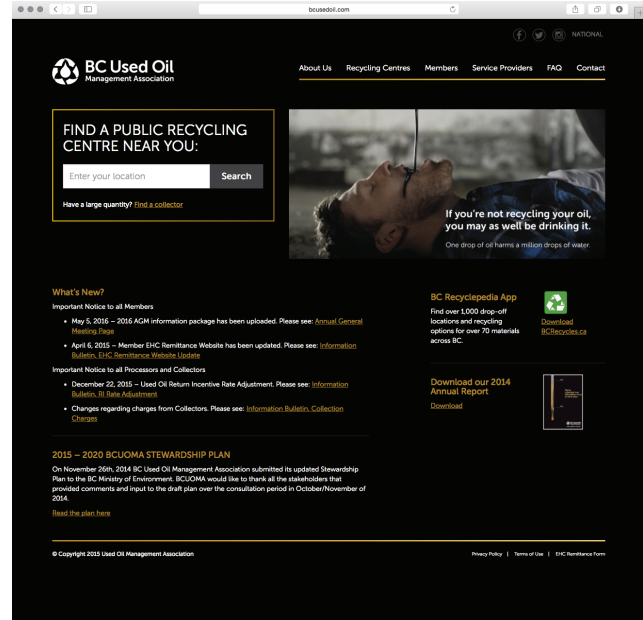 bcusedoil.com
NATIONAL
BC Used Oil
Management Association
About Us Recycling Centres Members Service Providers FAQ Contact
FIND A PUBLIC RECYCLING
CENTRE NEAR YOU:
Enter your location Search
Have a large quantity? Find a collector
If you're not recycling your oil,
you may as well be drinking it.
One drop of oil harms a million drops of water.
What's New?
Important Notice to all Members
• May 5, 2016 – 2016 AGM information package has been uploaded. Please see: Annual General
Meeting Page
• April 6, 2015 – Member EHC Remittance Website has been updated. Please see: Information
Bulletin, EHC Remittance Website Update
Important Notice to all Processors and Collectors
• December 22, 2015 – Used Oil Return Incentive Rate Adjustment. Please see: Information
Bulletin, RI Rate Adjustment
• Changes regarding charges from Collectors. Please see: Information Bulletin, Collection
Charges
2015 – 2020 BCUOMA STEWARDSHIP PLAN
On November 26th, 2014 BC Used Oil Management Association submitted its updated Stewardship
Plan to the BC Ministry of Environment. BCUOMA would like to thank all the stakeholders that
provided comments and input to the draft plan over the consultation period in October/November of
2014.
Read the plan here
BC Recyclepedia App
Find over 1,000 drop-off
locations and recycling
options for over 70 materials
across BC.
Download
BCRecycles.ca
Download our 2014
Annual Report
Download
© Copyright 2015 Used Oil Management Association
Privacy Policy | Terms of Use | EHC Remittance Form